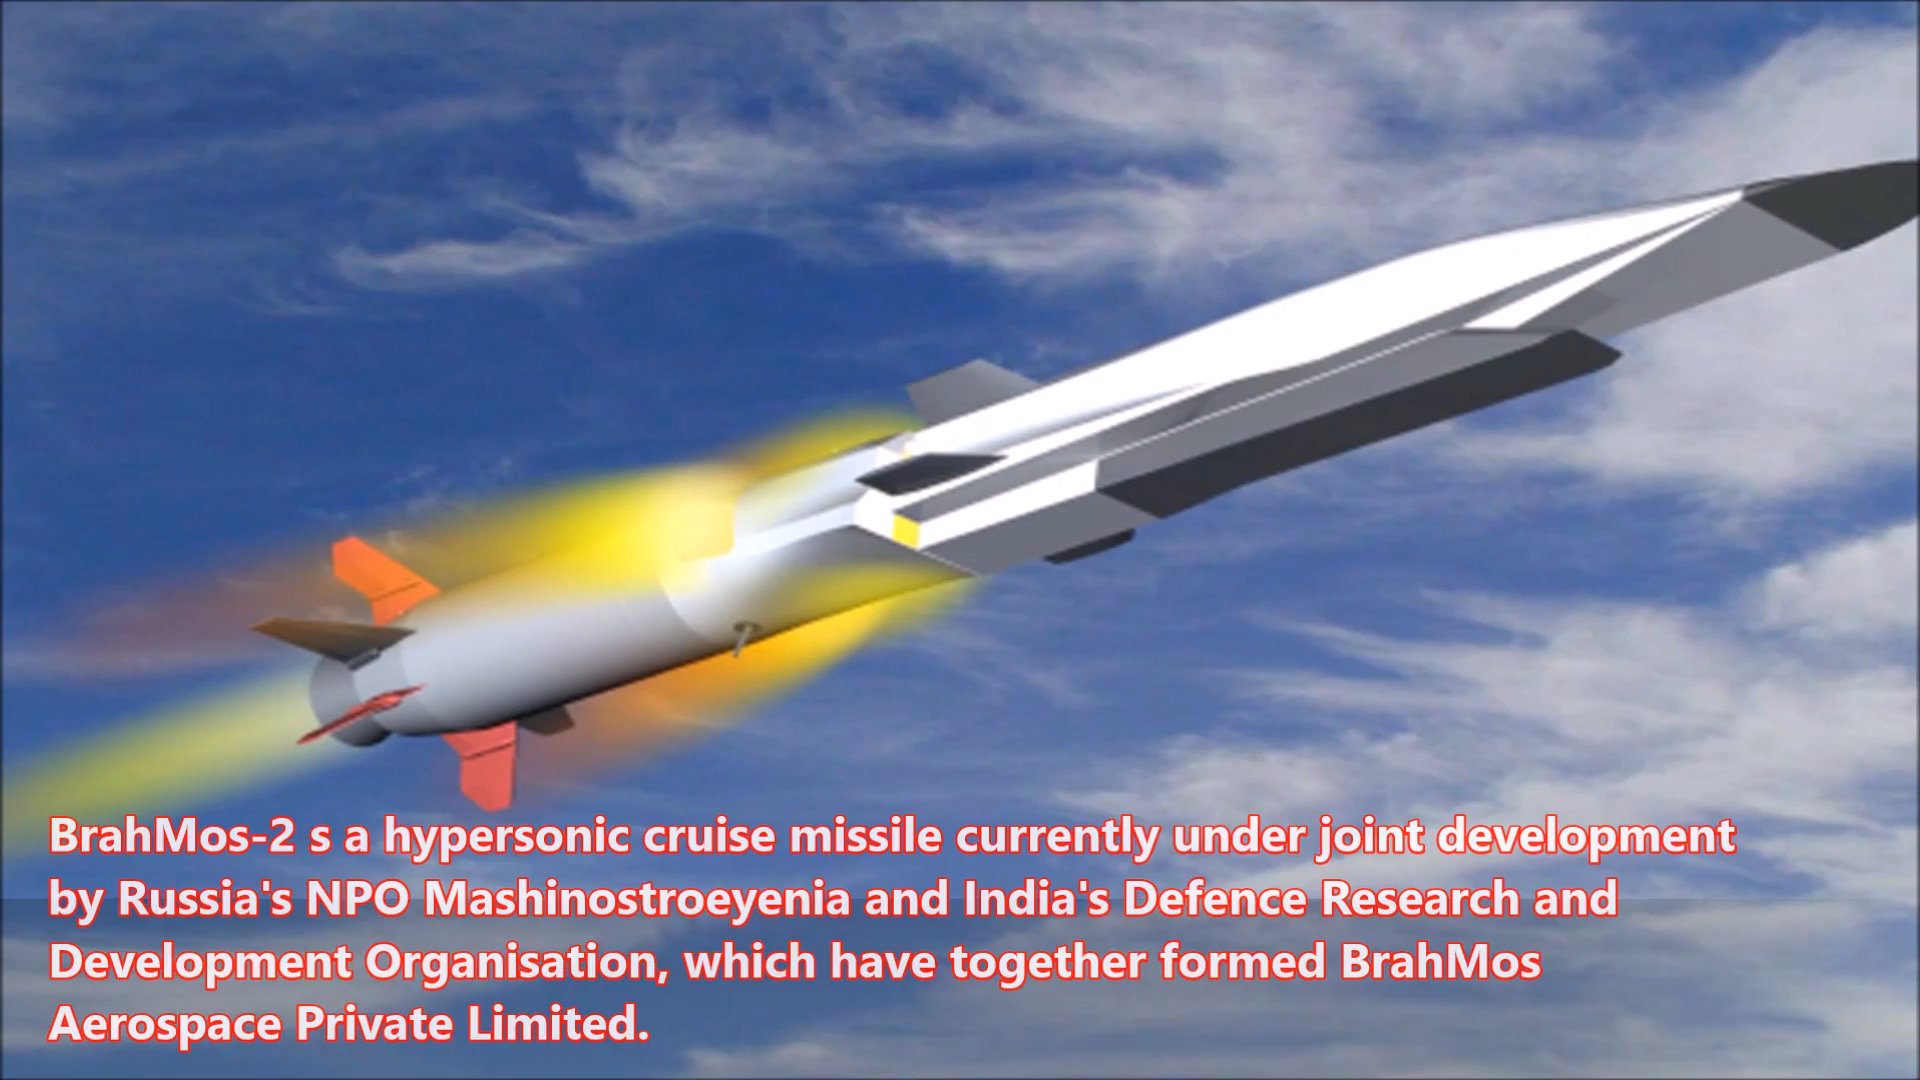 BrahMos-2 s a hypersonic cruise missile currently under joint development
by Russia's NPO Mashinostroeyenia and India's Defence Research and
Development Organisation, which have together formed BrahMos
Aerospace Private Limited.